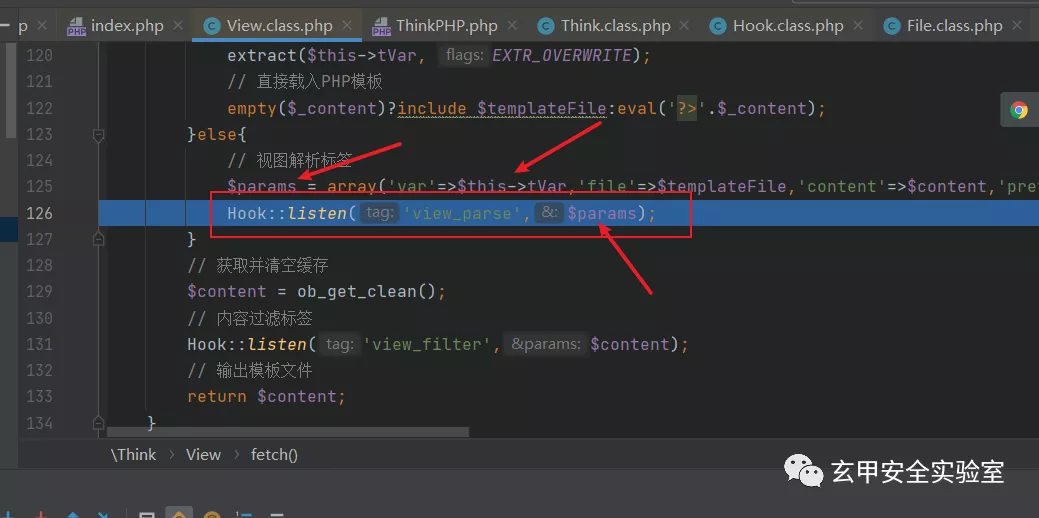 p index.php View.class.php ThinkPHP.php Think.class.php Hook.class.php File.class.php
120 extract($this->tVar, flags: EXTR_OVERWRITE);
121 // 直接载入PHP模板
122 empty($_content)?include $templateFile:eval('?>'.$_content);
123 }else{
124 // 视图解析标签
125 $params = array('var'=>$this->tVar,'file'=>$templateFile,'content'=>$content,'pref
126 Hook::listen( tag: 'view_parse', &: $params);
127 }
128 // 获取并清空缓存
129 $content = ob_get_clean();
130 // 内容过滤标签
131 Hook::listen( tag: 'view_filter', &params: $content);
132 // 输出模板文件
133 return $content;
134 }
\Think > View > fetch()
玄甲安全实验室